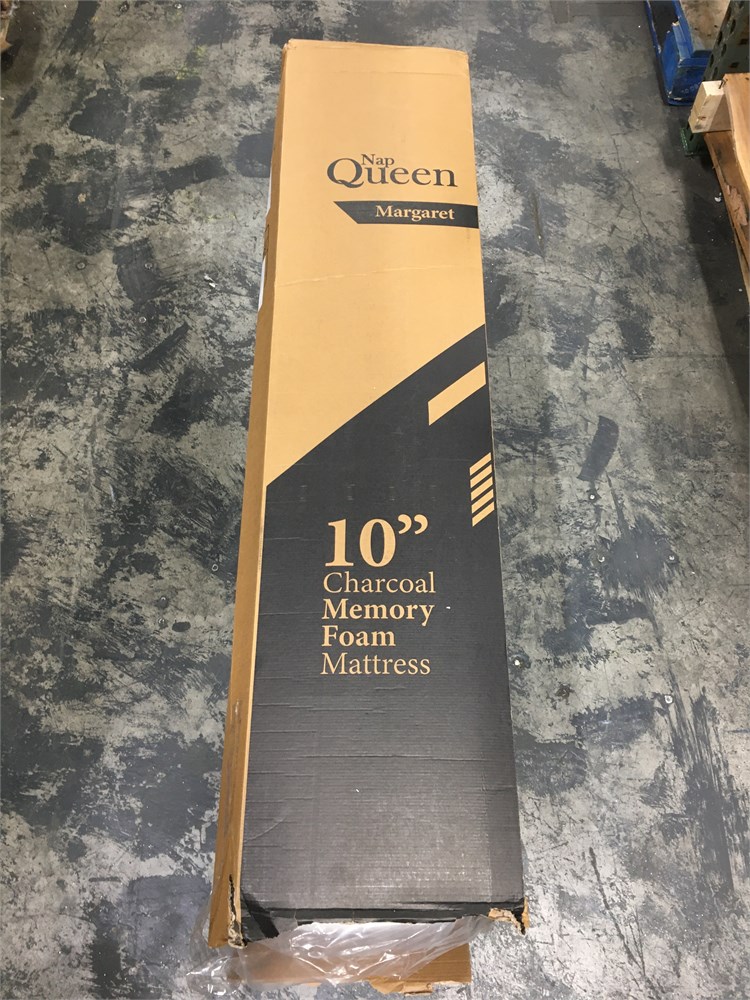 Nap
Queen
Margaret
10”
Charcoal
Memory
Foam
Mattress